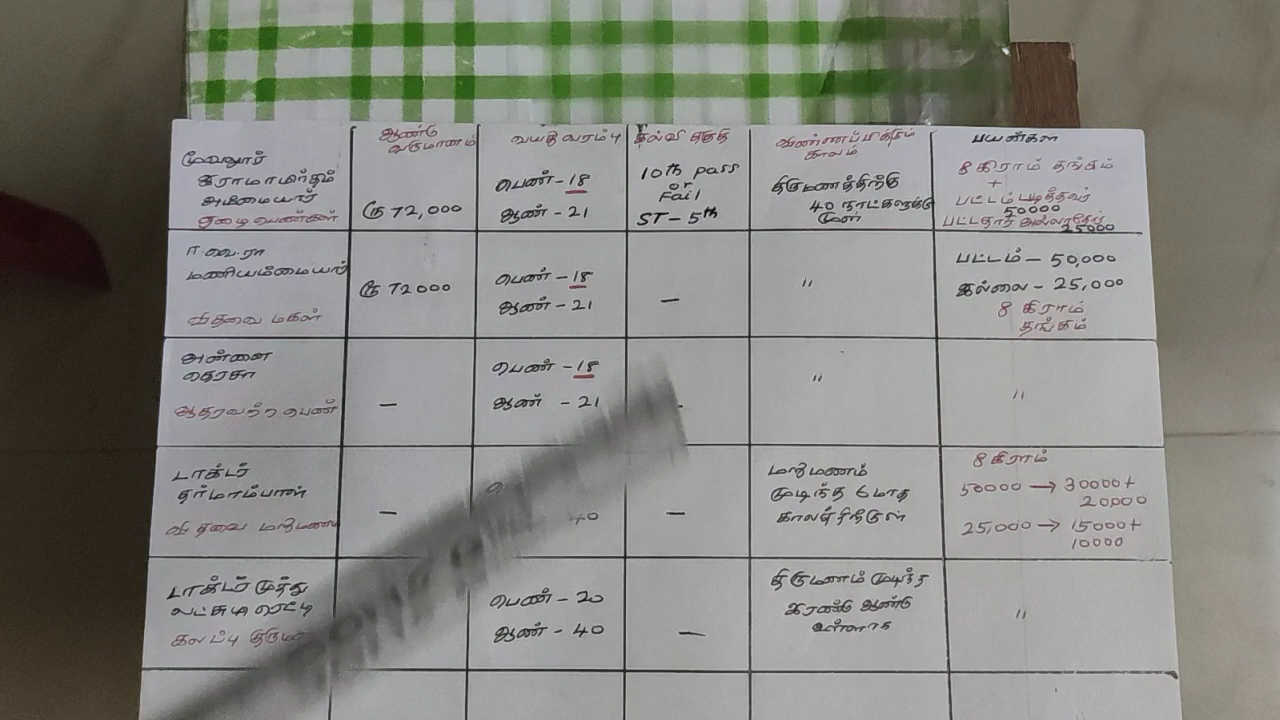 ஆண்டு
வருமானம்
வயது வரம்பு
கல்வி தகுதி
விண்ணப்பிக்கும்
காலம்
பயன்கள்
மூவலூர்
இராமாமிர்தம்
அம்மையார்
ஏழை பெண்கள்
ரூ 72,000
பெண் - 18
ஆண் - 21
10th pass
or
Fail
ST - 5th
திருமணத்திற்கு
40 நாட்களுக்கு
முன்
8 கிராம் தங்கம்
+
பட்டம் படித்தவர்
50000
பட்டதாரி அல்லாதோர்
25000
ஈ.வெ.ரா
மணியம்மையார்
விதவை மகள்
ரூ 72000
பெண் - 18
ஆண் - 21
-
"
பட்டம் - 50,000
இல்லை - 25,000
8 கிராம்
தங்கம்
அன்னை
தெரசா
ஆதரவற்ற பெண்
-
பெண் - 18
ஆண் - 21
"
"
டாக்டர்
தர்மாம்பாள்
விதவை மறுமணம்
-
40
-
மறுமணம்
முடிந்த 6 மாத
காலத்திற்குள்
8 கிராம்
50000 → 30000+
20000
25,000 → 15000+
10000
டாக்டர் முத்து
லட்சுமி ரெட்டி
கலப்பு
பெண் - 20
ஆண் - 40
-
திருமணம் முடிந்த
இரண்டு ஆண்டு
உள்ளாக
"